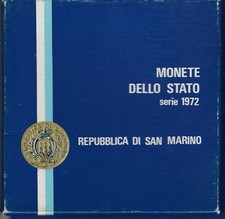 MONETE
DELLO STATO
serie 1972
REPUBBLICA DI SAN MARINO